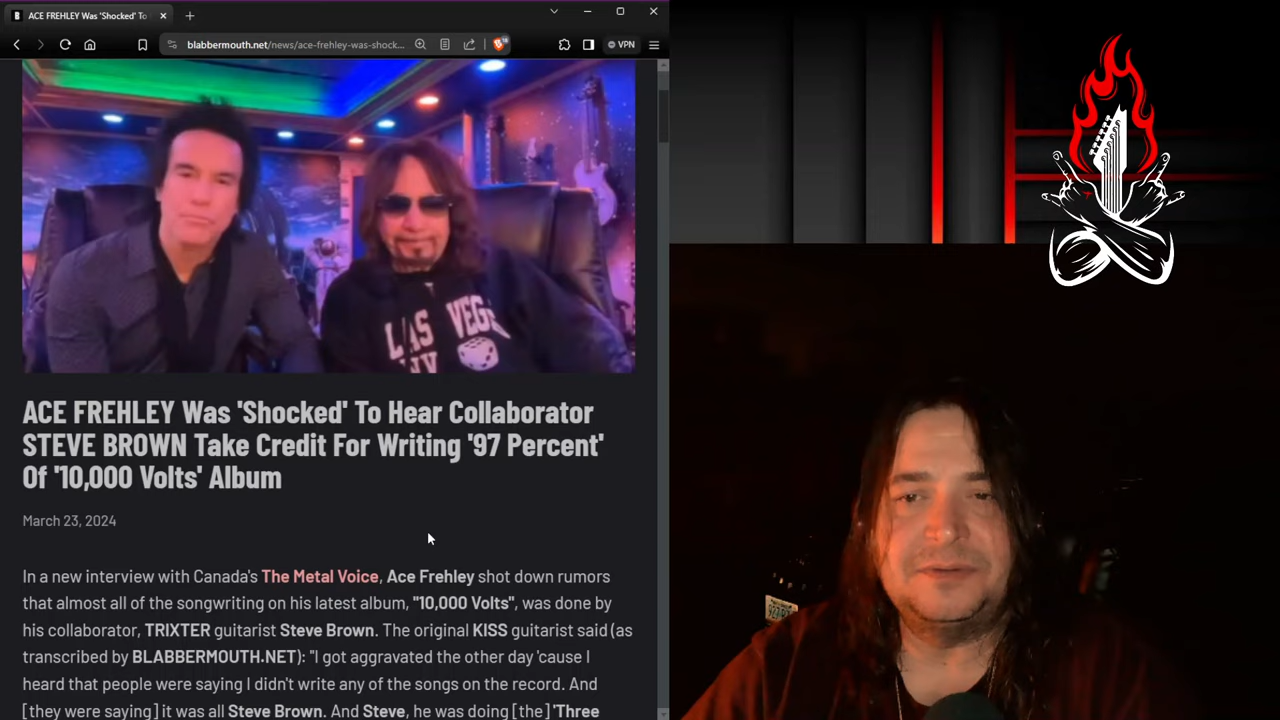 ACE FREHLEY Was 'Shocked' To
blabbermouth.net/news/ace-frehley-was-shock...
VPN
LAS VEGAS
NV
ACE FREHLEY Was 'Shocked' To Hear Collaborator
STEVE BROWN Take Credit For Writing '97 Percent'
Of '10,000 Volts' Album
March 23, 2024
In a new interview with Canada's The Metal Voice, Ace Frehley shot down rumors
that almost all of the songwriting on his latest album, "10,000 Volts", was done by
his collaborator, TRIXTER guitarist Steve Brown. The original KISS guitarist said (as
transcribed by BLABBERMOUTH.NET): "I got aggravated the other day 'cause I
heard that people were saying I didn't write any of the songs on the record. And
[they were saying] it was all Steve Brown. And Steve, he was doing [the] 'Three